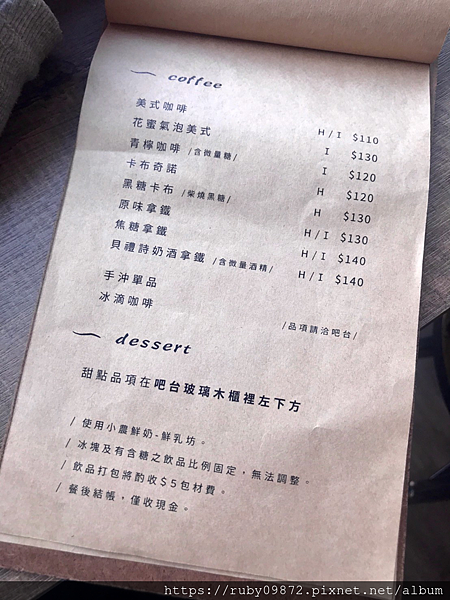 coffee
美式咖啡 H/I $110
花蜜氣泡美式 I $130
青檸咖啡 /含微量糖/ I $120
卡布奇諾 H $120
黑糖卡布 /柴燒黑糖/ H $130
原味拿鐵 H/I $130
焦糖拿鐵 H/I $140
貝禮詩奶酒拿鐵 /含微量酒精/ H/I $140
手沖單品
冰滴咖啡 /品項請洽吧台/
dessert
甜點品項在吧台玻璃木櫃裡左下方
/ 使用小農鮮奶-鮮乳坊。
/ 冰塊及有含糖之飲品比例固定，無法調整。
/ 飲品打包將酌收$5包材費。
/ 餐後結帳，僅收現金。
https://ruby09872.pixnet.net/album